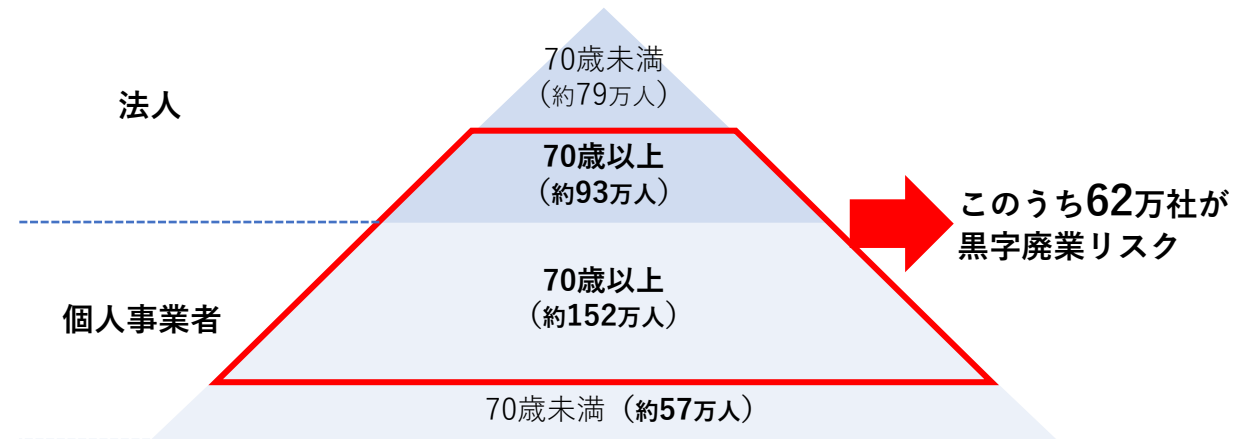 70歳未満
（約79万人）
法人
70歳以上
（約93万人）
このうち62万社が
黒字廃業リスク
70歳以上
（約152万人）
個人事業者
70歳未満（約57万人）